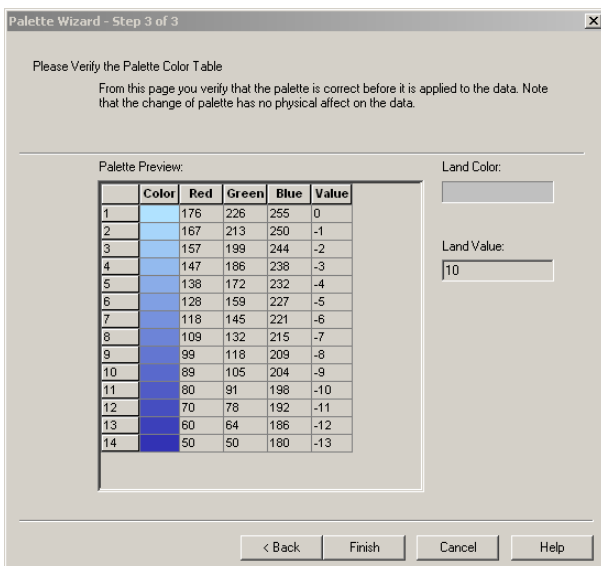 Palette Wizard - Step 3 of 3
Please Verify the Palette Color Table
From this page you verify that the palette is correct before it is applied to the data. Note
that the change of palette has no physical affect on the data.
Palette Preview:
Color Red Green Blue Value
1 176 226 255 0
2 167 213 250 -1
3 157 199 244 -2
4 147 186 238 -3
5 138 172 232 -4
6 128 159 227 -5
7 118 145 221 -6
8 109 132 215 -7
9 99 118 209 -8
10 89 105 204 -9
11 80 91 198 -10
12 70 78 192 -11
13 60 64 186 -12
14 50 50 180 -13
Land Color:
Land Value:
10
< Back Finish Cancel Help